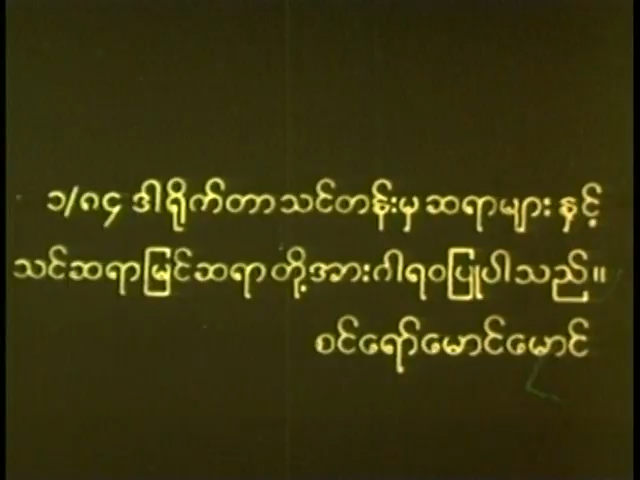 ၁/၈၄ ဒါရိုက်တာသင်တန်းမှဆရာများနှင့်
သင်ဆရာမြင်ဆရာတို့အားဂါရဝပြုပါသည်။
စင်ရော်မောင်မောင်